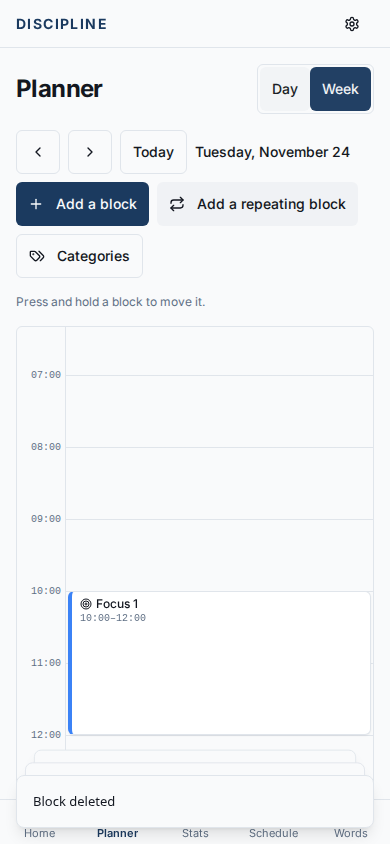 DISCIPLINE
Planner
Day
Week
Today
Tuesday, November 24
Add a block
Add a repeating block
Categories
Press and hold a block to move it.
07:00
08:00
09:00
10:00
Focus 1
10:00–12:00
11:00
12:00
Block deleted
Home
Planner
Stats
Schedule
Words